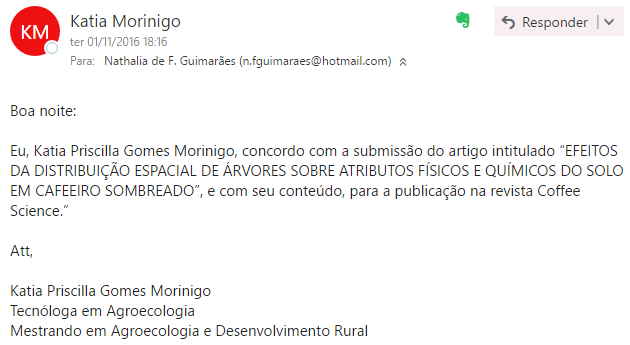 KM
Katia Morinigo
ter 01/11/2016 18:16
Para: Nathalia de F. Guimarães (n.fguimaraes@hotmail.com)
Responder
Boa noite:
Eu, Katia Priscilla Gomes Morinigo, concordo com a submissão do artigo intitulado “EFEITOS
DA DISTRIBUIÇÃO ESPACIAL DE ÁRVORES SOBRE ATRIBUTOS FÍSICOS E QUÍMICOS DO SOLO
EM CAFEEIRO SOMBREADO”, e com seu conteúdo, para a publicação na revista Coffee
Science.”
Att,
Katia Priscilla Gomes Morinigo
Tecnóloga em Agroecologia
Mestrando em Agroecologia e Desenvolvimento Rural